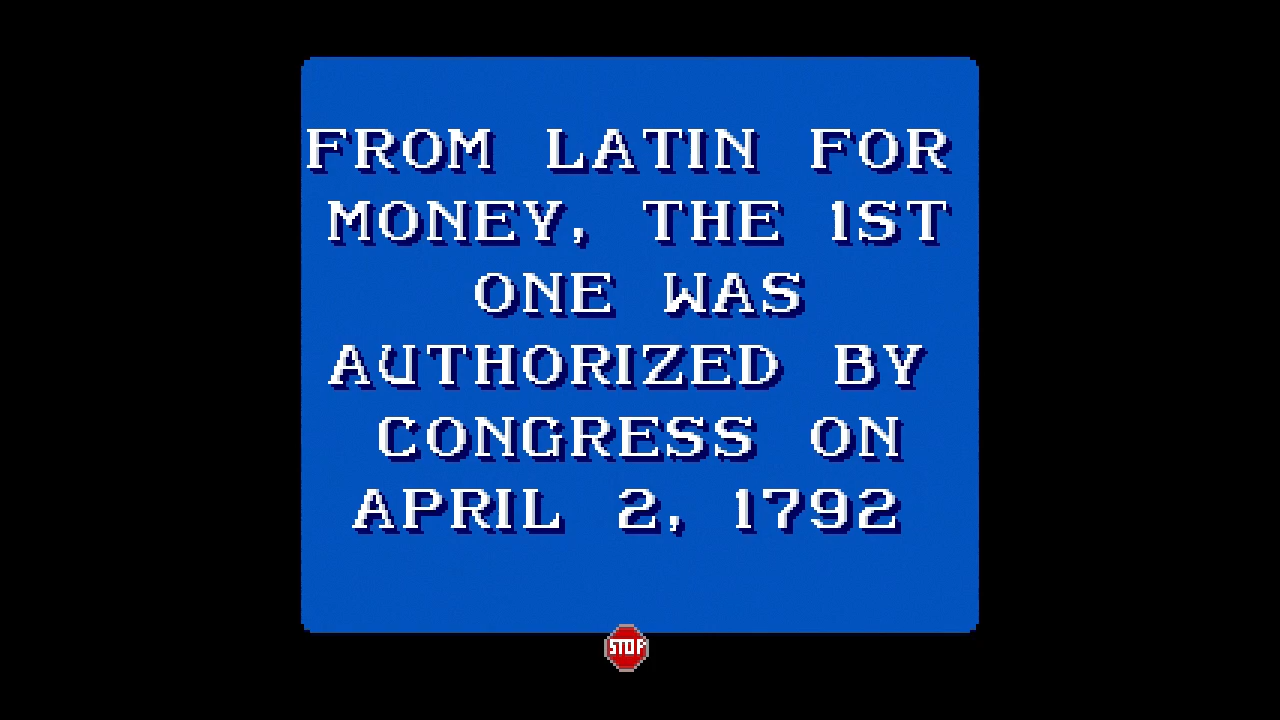 FROM LATIN FOR
MONEY, THE 1ST
ONE WAS
AUTHORIZED BY
CONGRESS ON
APRIL 2, 1792
STOP